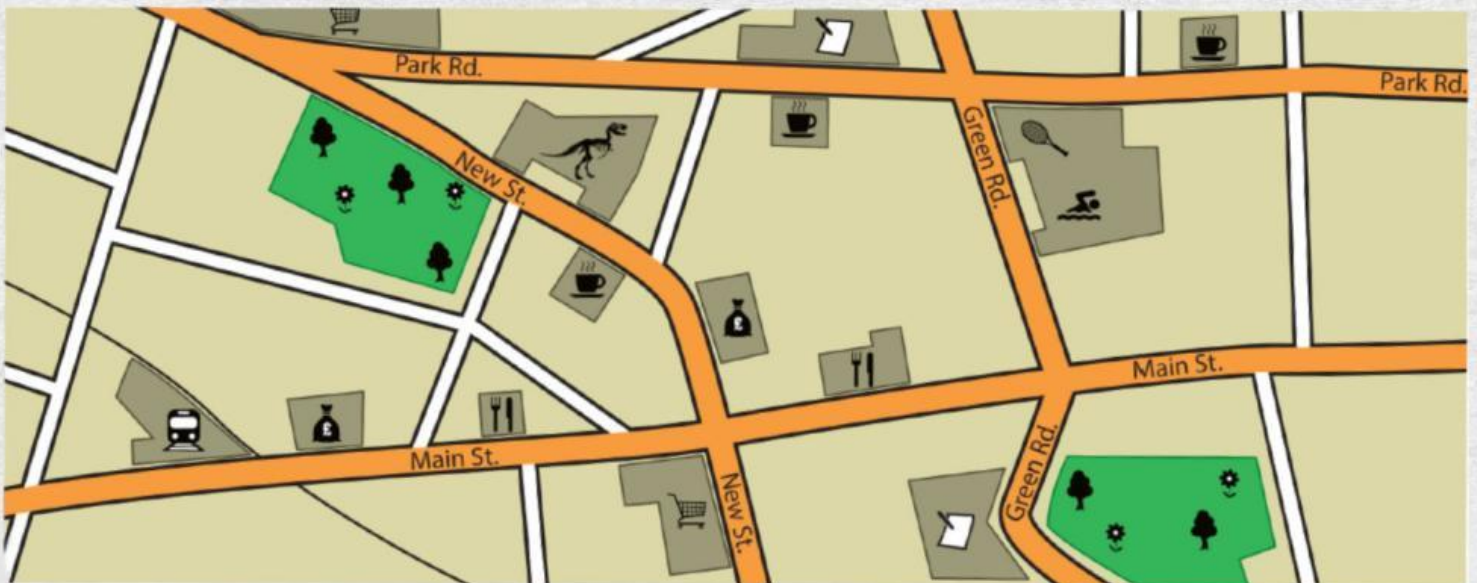 Park Rd.
Park Rd.
Green Rd.
New St.
£
Main St.
£
Main St.
Green Rd.
New St.